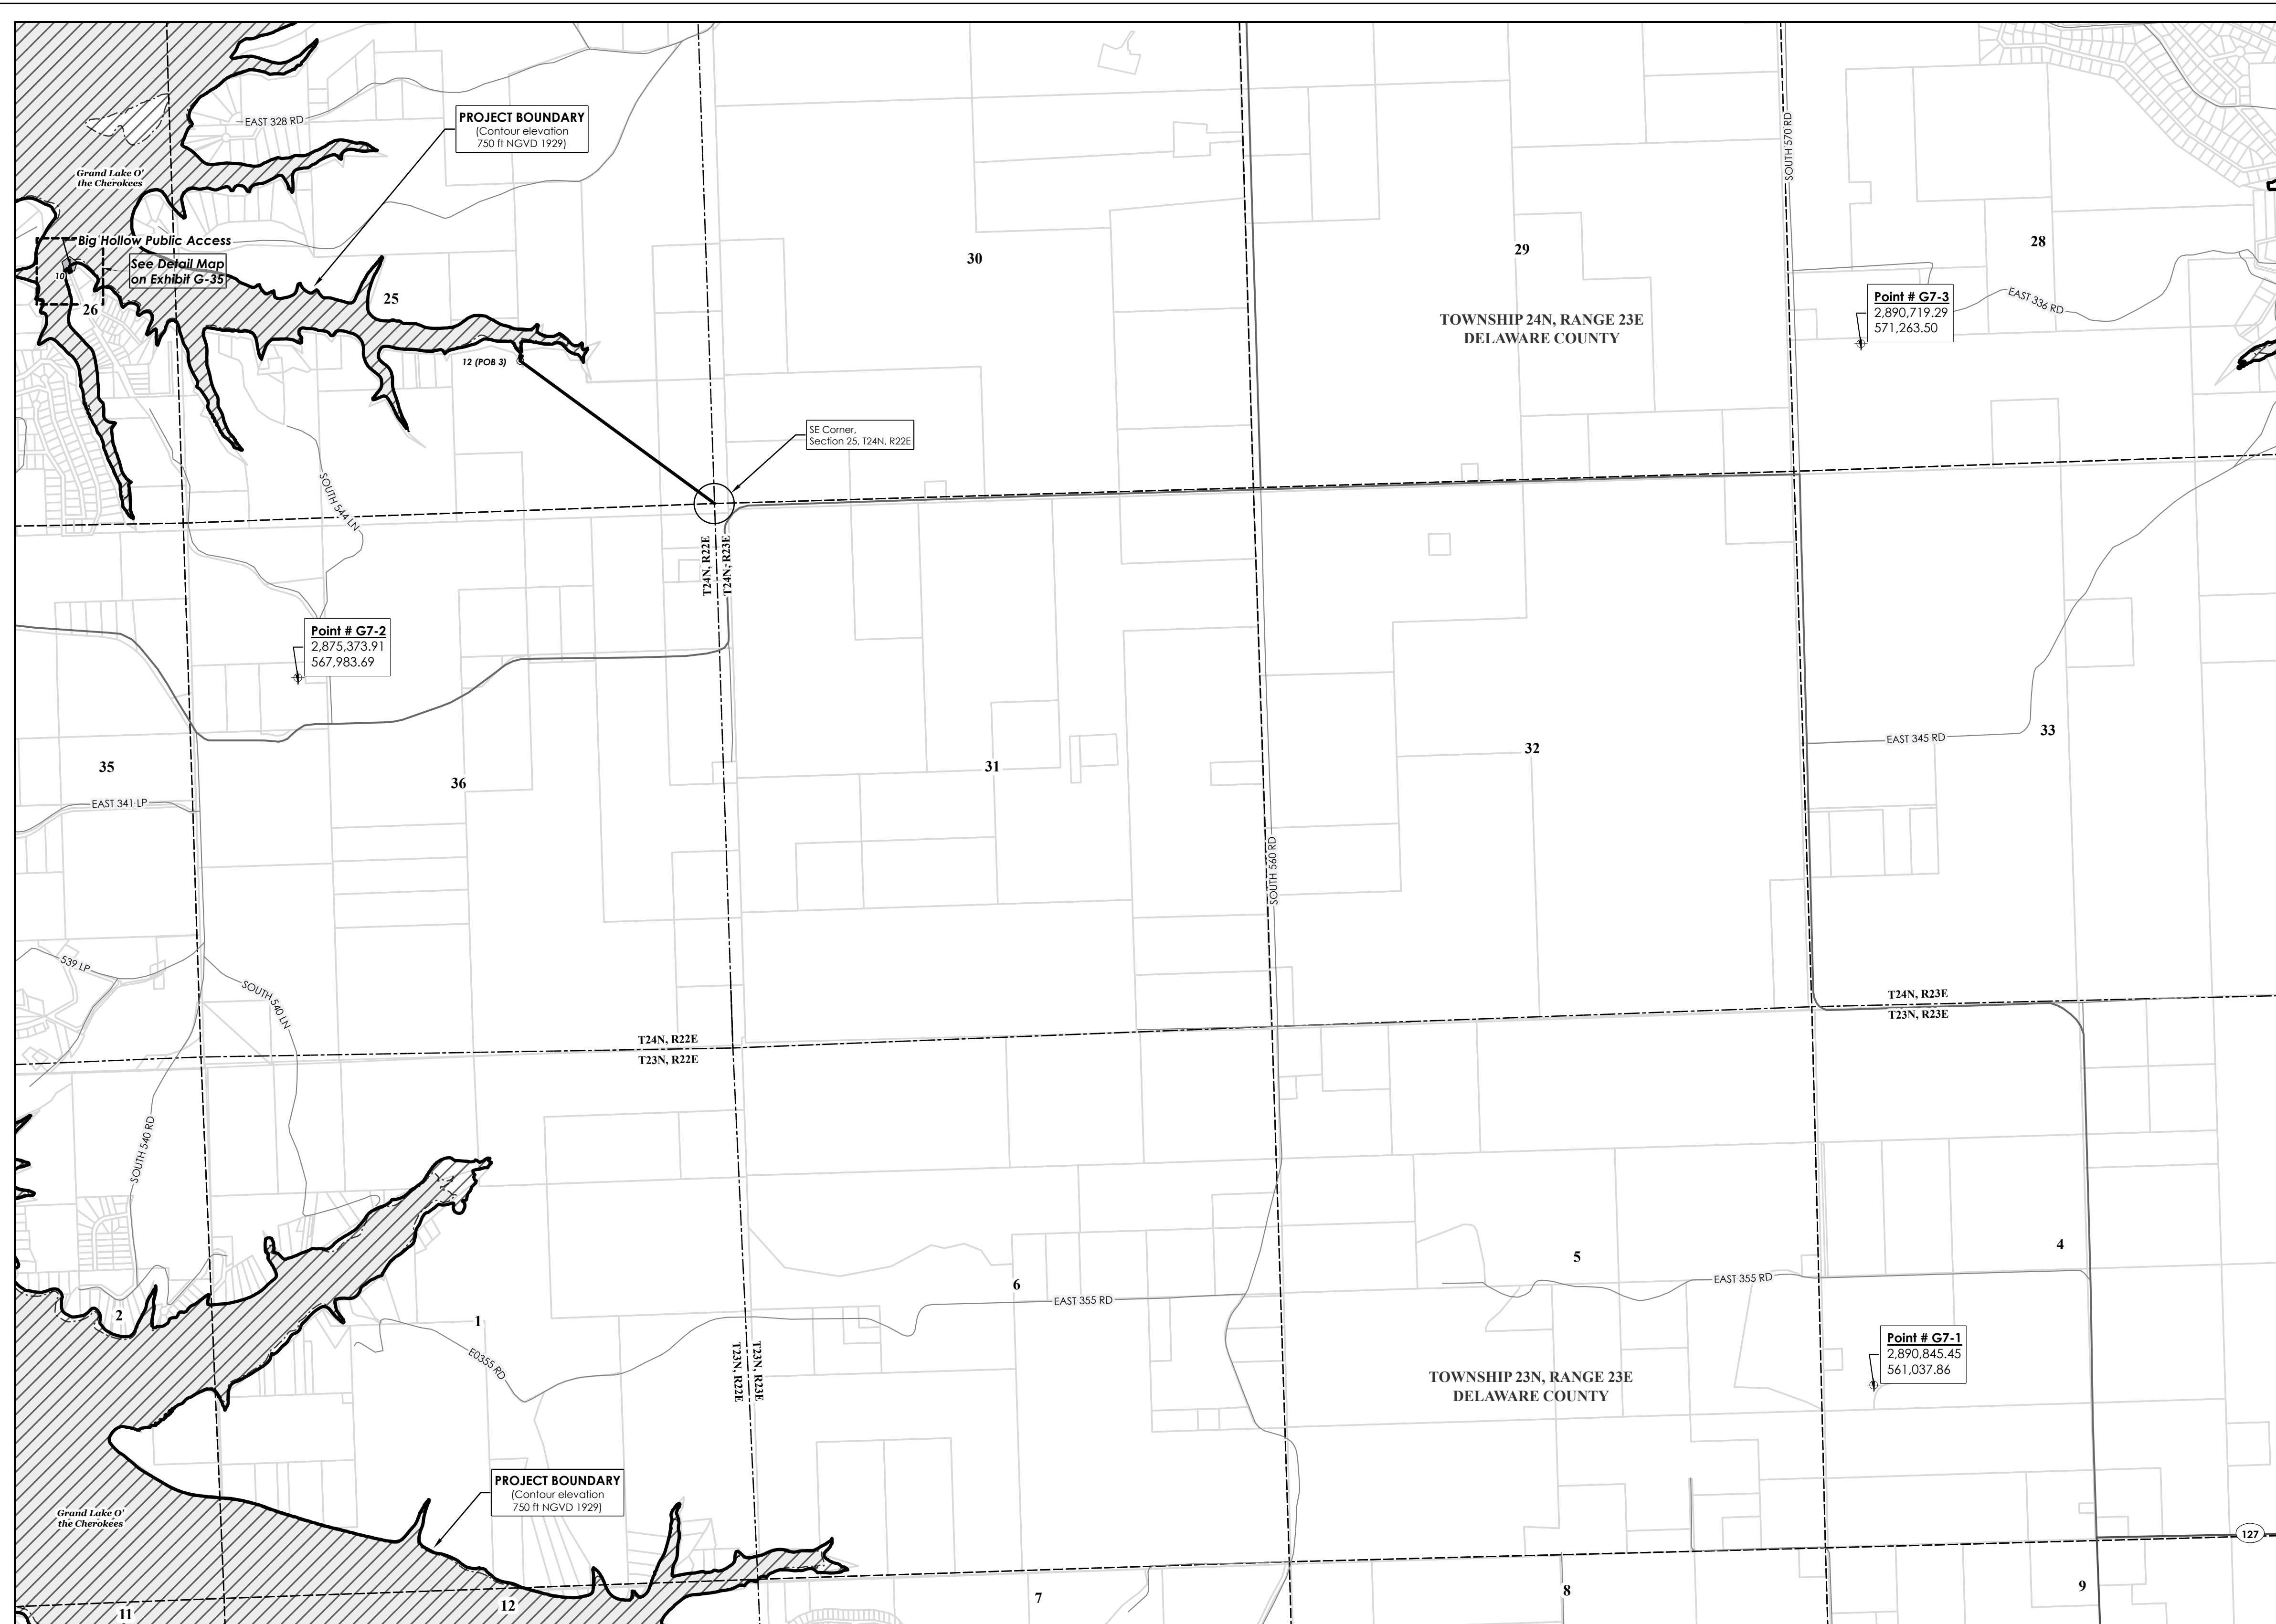 PROJECT BOUNDARY
(Contour elevation
750 ft NGVD 1929)
EAST 328 RD
SOUTH 570 RD
Grand Lake O'
the Cherokees
Big Hollow Public Access
See Detail Map
on Exhibit G-35
10
26
25
30
29
28
TOWNSHIP 24N, RANGE 23E
DELAWARE COUNTY
Point # G7-3
2,890,719.29
571,263.50
EAST 336 RD
12 (POB 3)
SE Corner,
Section 25, T24N, R22E
SOUTH 544 LN
T24N, R22E
T24N, R23E
Point # G7-2
2,875,373.91
567,983.69
35
36
31
32
33
EAST 345 RD
EAST 341 LP
SOUTH 560 RD
539 LP
SOUTH 540 LN
T24N, R23E
T23N, R23E
T24N, R22E
T23N, R22E
SOUTH 540 RD
2
1
6
5
4
EAST 355 RD
EAST 355 RD
E0355 RD
T23N, R22E
T23N, R23E
TOWNSHIP 23N, RANGE 23E
DELAWARE COUNTY
Point # G7-1
2,890,845.45
561,037.86
PROJECT BOUNDARY
(Contour elevation
750 ft NGVD 1929)
Grand Lake O'
the Cherokees
127
11
12
7
8
9